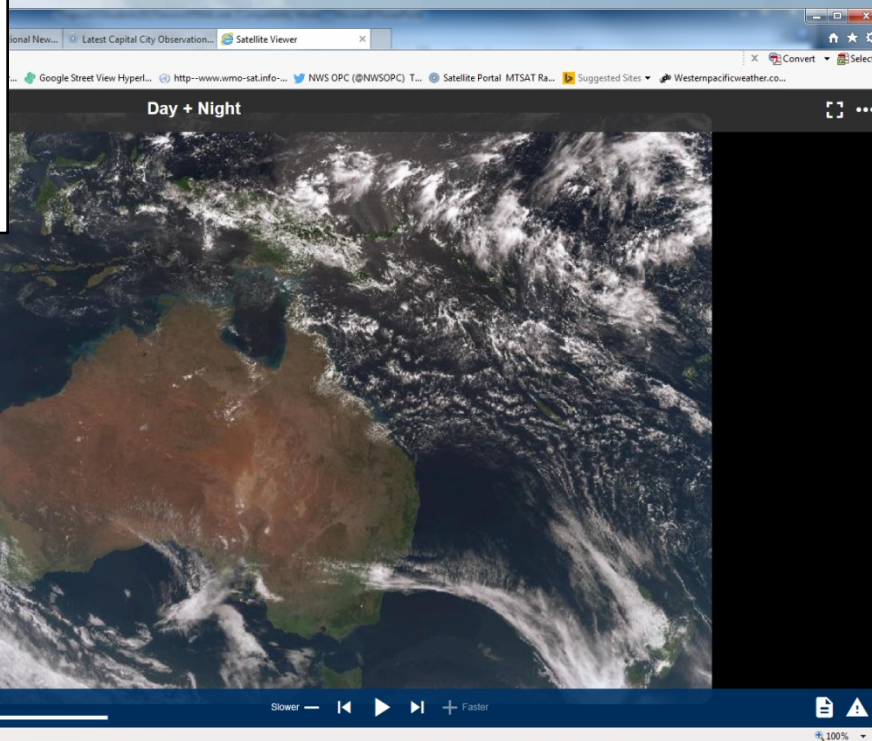 ional New... Latest Capital City Observation... Satellite Viewer
Convert Select
r... Google Street View Hyperl... http--www.wmo-sat.info-... NWS OPC (@NWSOPC) T... Satellite Portal MTSAT Ra... Suggested Sites Westernpacificweather.co...
Day + Night
Slower Faster
100%